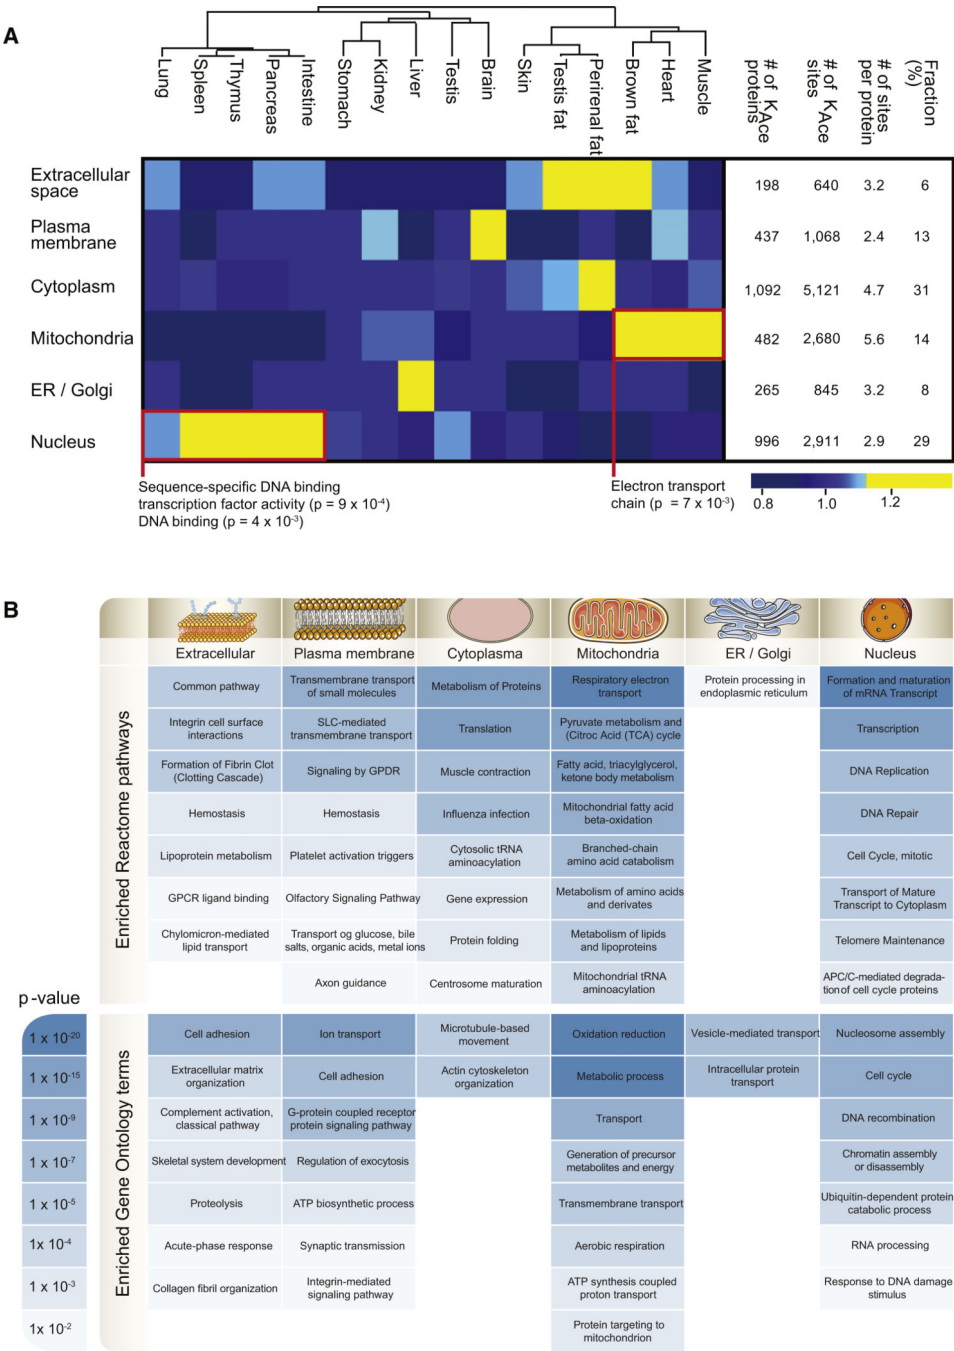 A
Lung
Spleen
Thymus
Pancreas
Intestine
Stomach
Kidney
Liver
Testis
Brain
Skin
Testis fat
Perirenal fat
Brown fat
Heart
Muscle
# of KAce
proteins
# of KAce
sites
# of sites
per protein
Fraction
(%)
Extracellular
space
198 640 3.2 6
Plasma
membrane
437 1,068 2.4 13
Cytoplasm
1,092 5,121 4.7 31
Mitochondria
482 2,680 5.6 14
ER / Golgi
265 845 3.2 8
Nucleus
996 2,911 2.9 29
Sequence-specific DNA binding
transcription factor activity (p = 9 x 10-4)
DNA binding (p = 4 x 10-3)
Electron transport
chain (p = 7 x 10-3)
0.8 1.0 1.2
B
Extracellular Plasma membrane Cytoplasma Mitochondria ER / Golgi Nucleus
Enriched Reactome pathways
Common pathway
Transmembrane transport
of small molecules
Metabolism of Proteins
Respiratory electron
transport
Protein processing in
endoplasmic reticulum
Formation and maturation
of mRNA Transcript
Integrin cell surface
interactions
SLC-mediated
transmembrane transport
Translation
Pyruvate metabolism and
(Citroc Acid (TCA) cycle
Transcription
Formation of Fibrin Clot
(Clotting Cascade)
Signaling by GPDR
Muscle contraction
Fatty acid, triacylglycerol,
ketone body metabolism
DNA Replication
Hemostasis
Hemostasis
Influenza infection
Mitochondrial fatty acid
beta-oxidation
DNA Repair
Lipoprotein metabolism
Platelet activation triggers
Cytosolic tRNA
aminoacylation
Branched-chain
amino acid catabolism
Cell Cycle, mitotic
GPCR ligand binding
Olfactory Signaling Pathway
Gene expression
Metabolism of amino acids
and derivates
Transport of Mature
Transcript to Cytoplasm
Chylomicron-mediated
lipid transport
Transport og glucose, bile
salts, organic acids, metal ions
Protein folding
Metabolism of lipids
and lipoproteins
Telomere Maintenance
Axon guidance
Centrosome maturation
Mitochondrial tRNA
aminoacylation
APC/C-mediated degrada-
tion of cell cycle proteins
p -value
1 x 10-20
1 x 10-15
1 x 10-9
1 x 10-7
1 x 10-5
1x 10-4
1 x 10-3
1x 10-2
Enriched Gene Ontology terms
Cell adhesion
Ion transport
Microtubule-based
movement
Oxidation reduction
Vesicle-mediated transport
Nucleosome assembly
Extracellular matrix
organization
Cell adhesion
Actin cytoskeleton
organization
Metabolic process
Intracellular protein
transport
Cell cycle
Complement activation,
classical pathway
G-protein coupled receptor
protein signaling pathway
Transport
DNA recombination
Skeletal system development
Regulation of exocytosis
Generation of precursor
metabolites and energy
Chromatin assembly
or disassembly
Proteolysis
ATP biosynthetic process
Transmembrane transport
Ubiquitin-dependent protein
catabolic process
Acute-phase response
Synaptic transmission
Aerobic respiration
RNA processing
Collagen fibril organization
Integrin-mediated
signaling pathway
ATP synthesis coupled
proton transport
Response to DNA damage
stimulus
Protein targeting to
mitochondrion